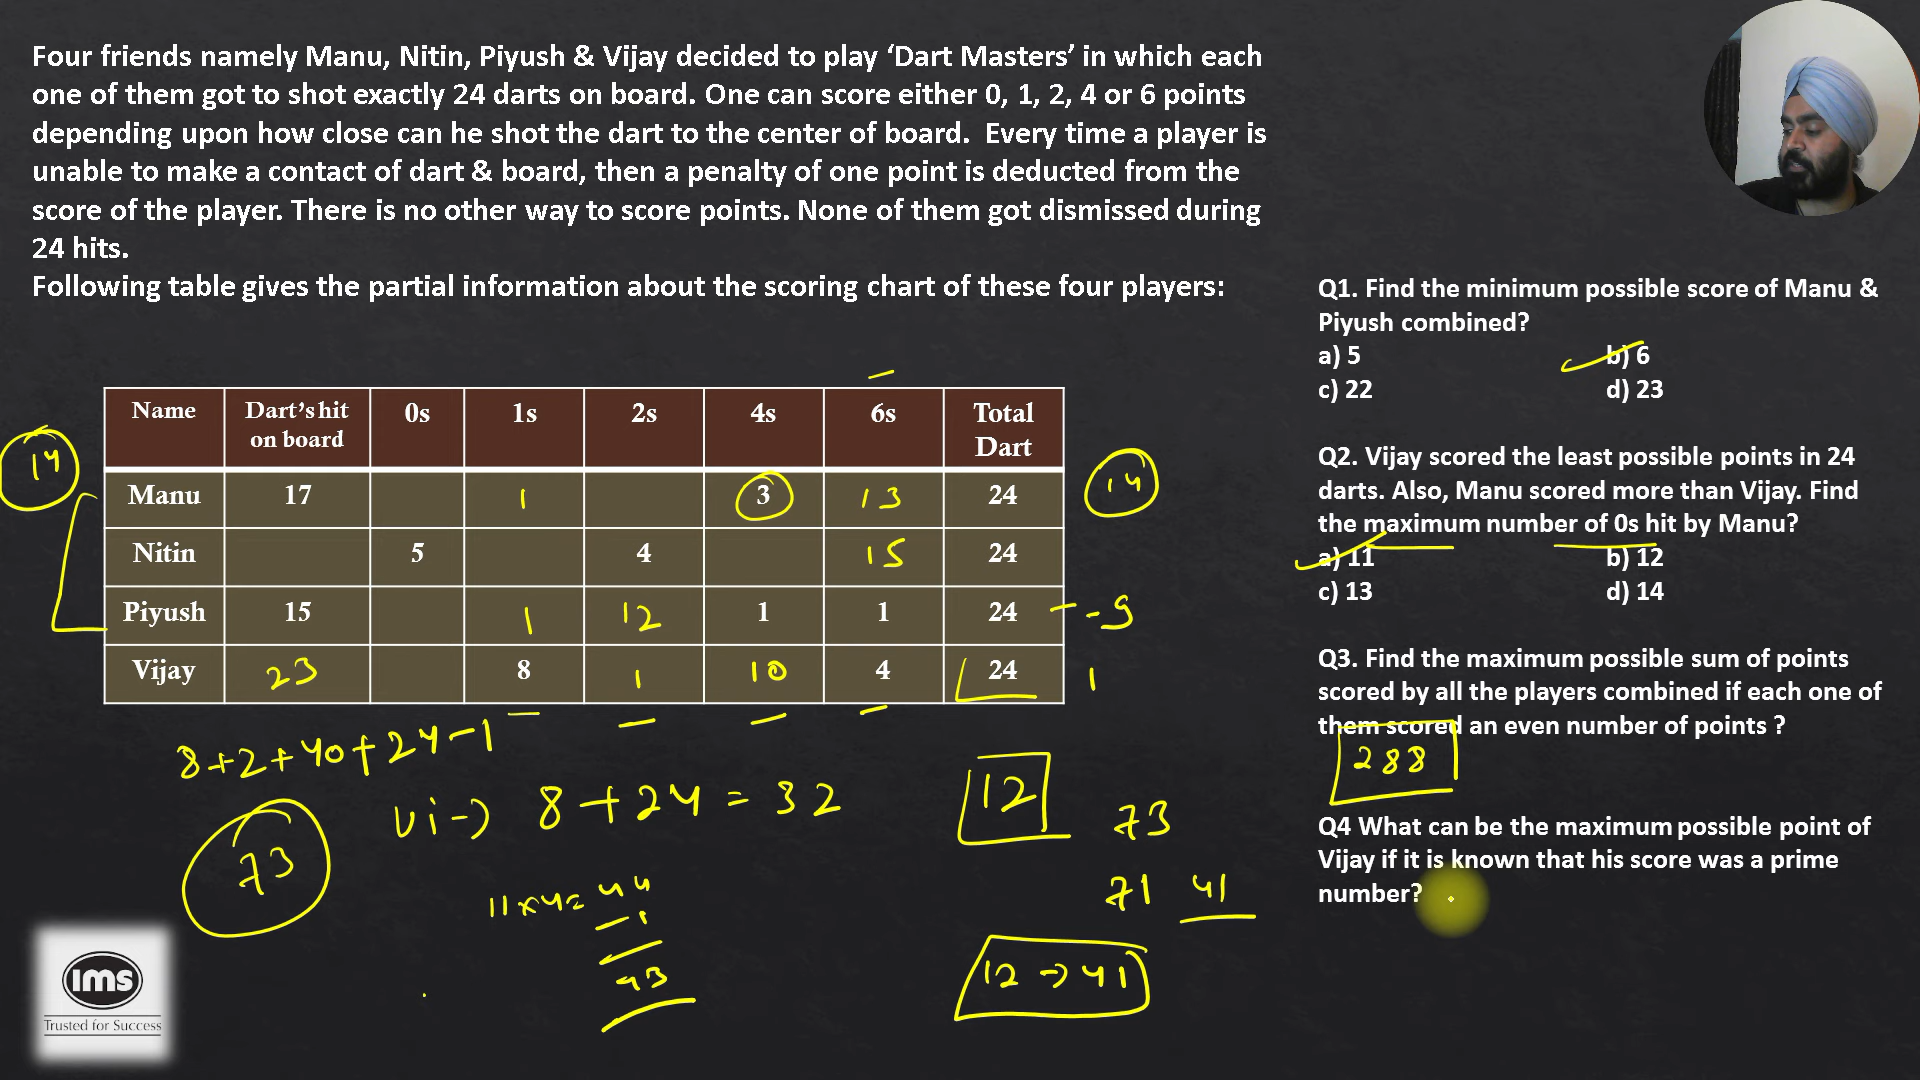 Four friends namely Manu, Nitin, Piyush & Vijay decided to play ‘Dart Masters’ in which each
one of them got to shot exactly 24 darts on board. One can score either 0, 1, 2, 4 or 6 points
depending upon how close can he shot the dart to the center of board.  Every time a player is
unable to make a contact of dart & board, then a penalty of one point is deducted from the
score of the player. There is no other way to score points. None of them got dismissed during
24 hits.
Following table gives the partial information about the scoring chart of these four players:
Name Dart’s hit on board 0s 1s 2s 4s 6s Total Dart
14 Manu 17 1 3 13 24 14
Nitin 5 4 15 24
Piyush 15 1 12 1 1 24 -9
Vijay 23 8 1 10 4 24 1
8+2+40+24-1
73
Vi-> 8+24=32
11x4=44
1
43
12
73
71 41
12 -> 41
Q1. Find the minimum possible score of Manu &
Piyush combined?
a) 5 b) 6
c) 22 d) 23
Q2. Vijay scored the least possible points in 24
darts. Also, Manu scored more than Vijay. Find
the maximum number of 0s hit by Manu?
a) 11 b) 12
c) 13 d) 14
Q3. Find the maximum possible sum of points
scored by all the players combined if each one of
them scored an even number of points ?
288
Q4 What can be the maximum possible point of
Vijay if it is known that his score was a prime
number?
ims
Trusted for Success